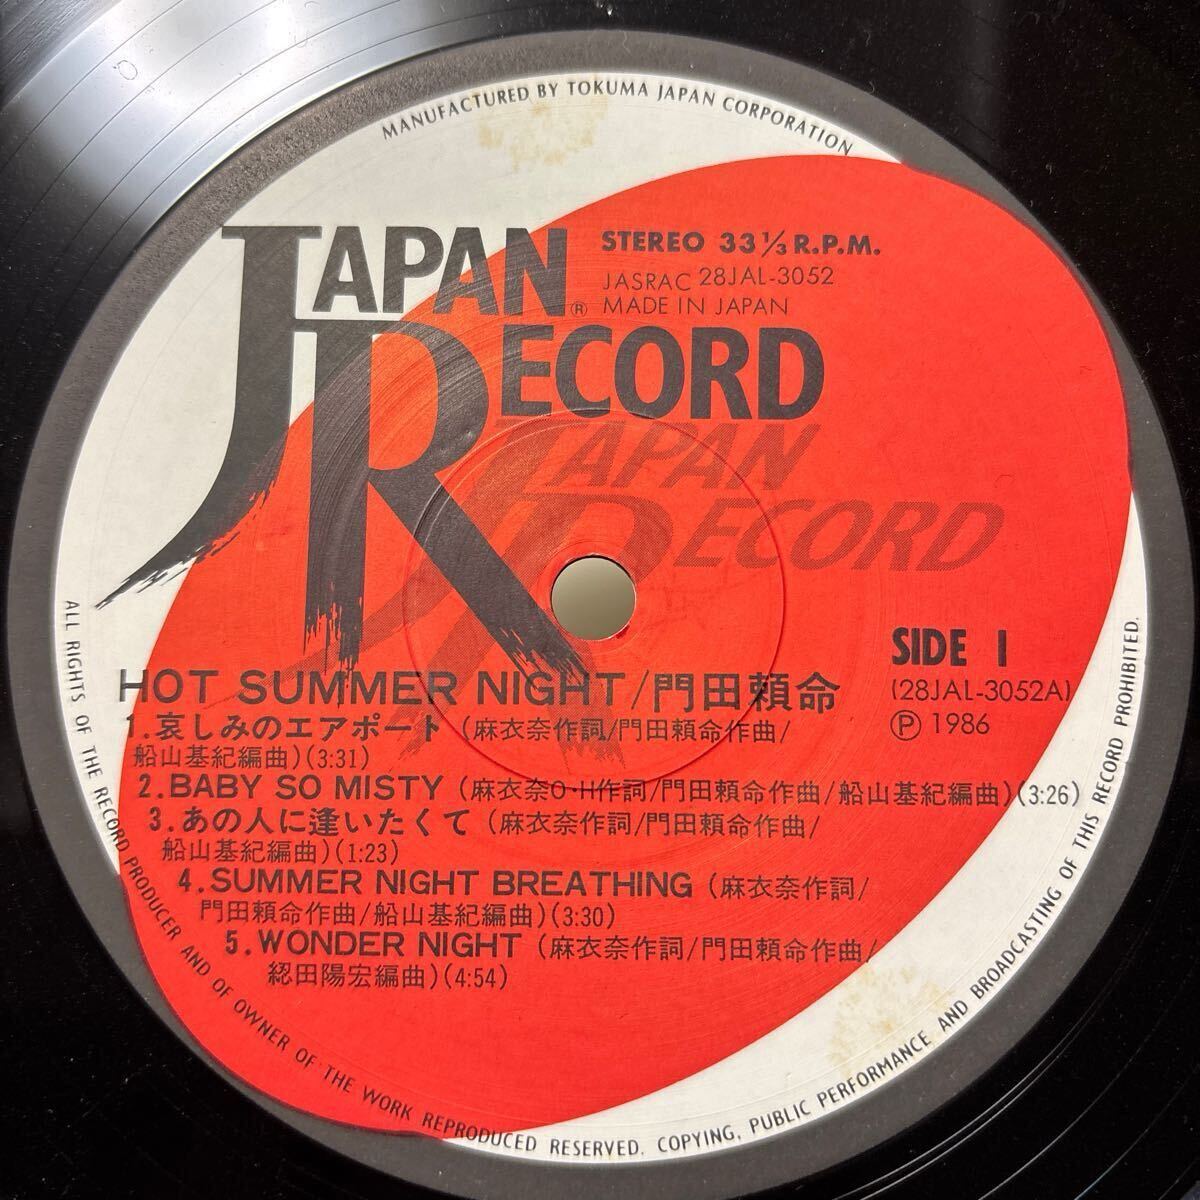 MANUFACTURED BY TOKUMA JAPAN CORPORATION
JAPAN
RECORD
®
STEREO 33 1/3 R.P.M.
JASRAC 28JAL-3052
MADE IN JAPAN
JAPAN
RECORD
SIDE 1
(28JAL-3052A)
Ⓟ 1986
HOT SUMMER NIGHT/門田頼命
1.哀しみのエアポート (麻衣奈作詞/門田頼命作曲/
船山基紀編曲)(3:31)
2.BABY SO MISTY (麻衣奈O·H作詞/門田頼命作曲/船山基紀編曲)(3:26)
3.あの人に逢いたくて (麻衣奈作詞/門田頼命作曲/
船山基紀編曲)(1:23)
4.SUMMER NIGHT BREATHING (麻衣奈作詞/
門田頼命作曲/船山基紀編曲)(3:30)
5.WONDER NIGHT (麻衣奈作詞/門田頼命作曲/
綛田陽宏編曲)(4:54)
ALL RIGHTS OF THE RECORD PRODUCER AND OF OWNER OF THE WORK REPRODUCED RESERVED. COPYING, PUBLIC PERFORMANCE AND BROADCASTING OF THIS RECORD PROHIBITED.